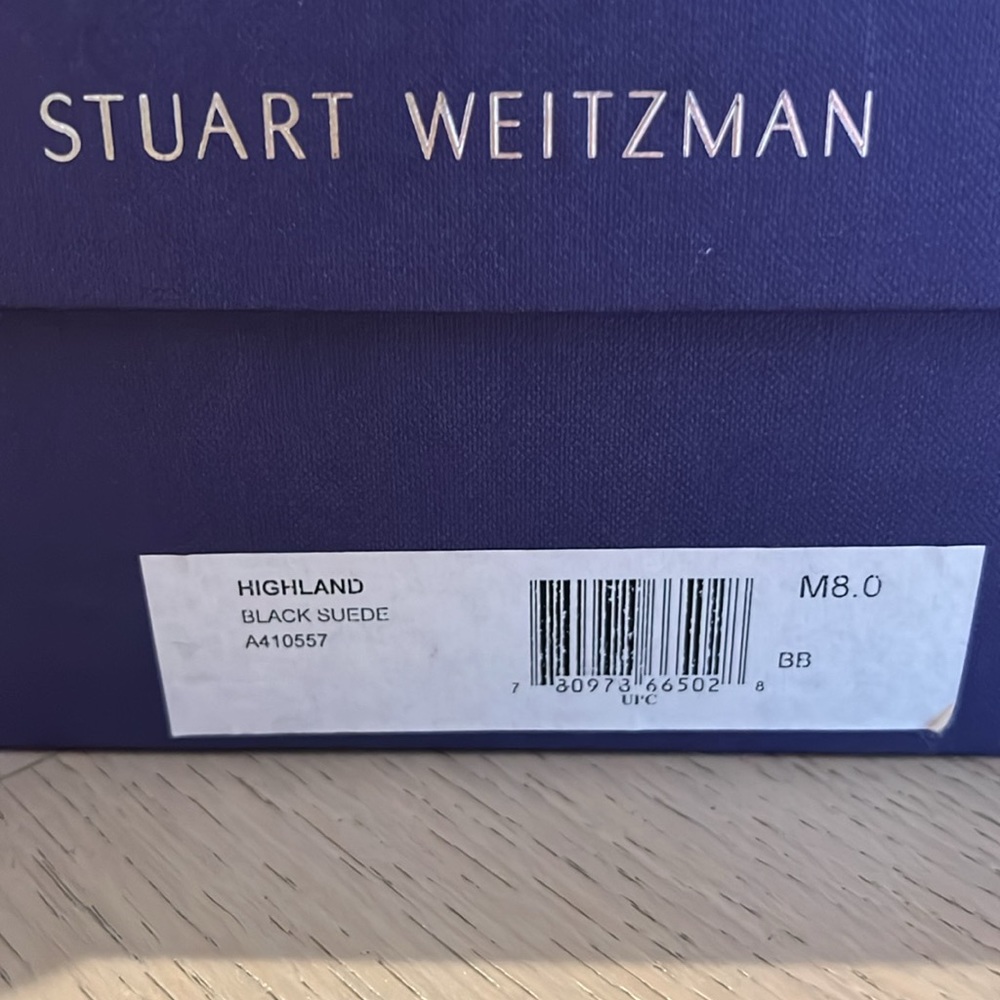 STUART WEITZMAN
HIGHLAND
BLACK SUEDE
A410557
M8.0
BB
7 80973 66502 8
UPC